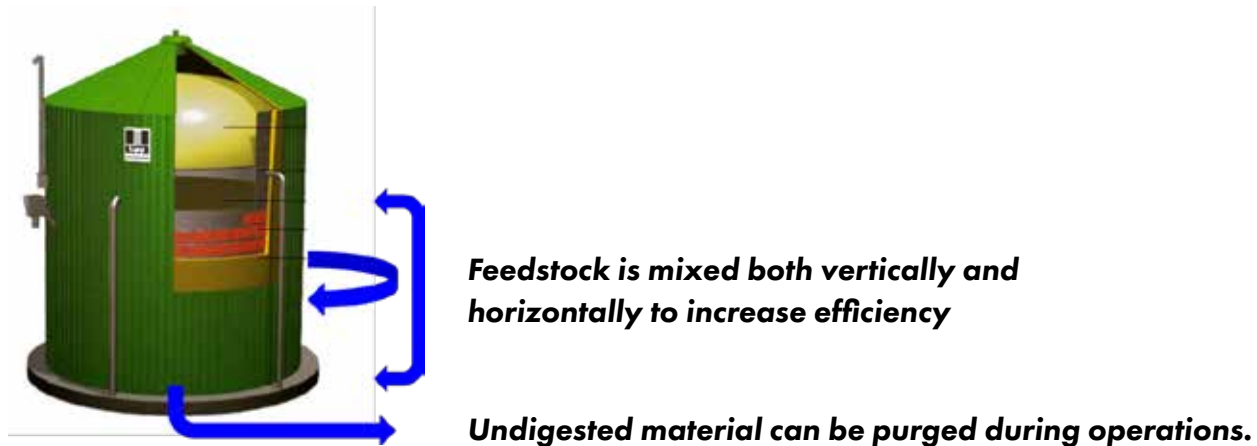 Feedstock is mixed both vertically and
horizontally to increase efficiency
Undigested material can be purged during operations.